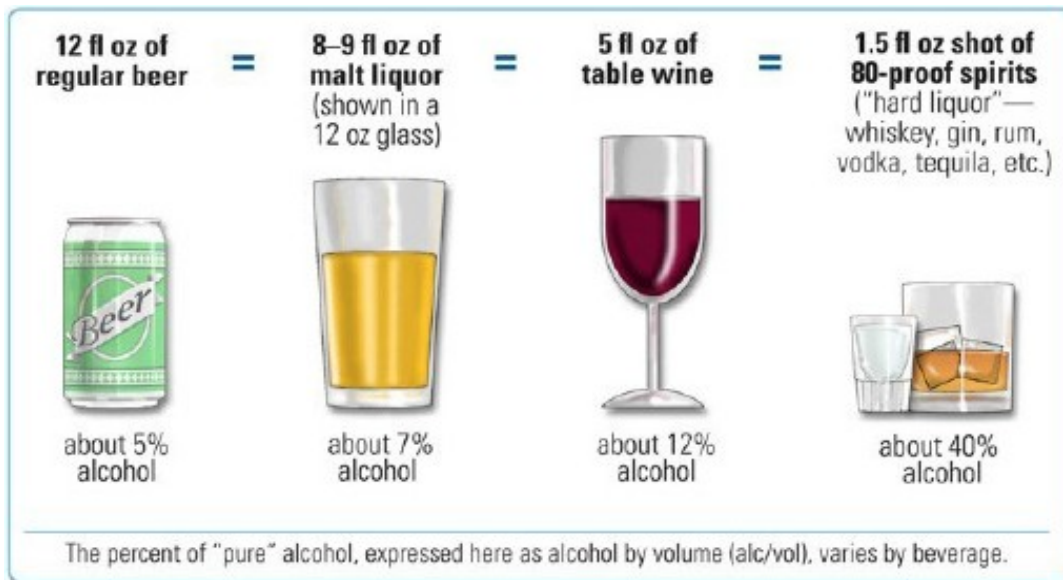 12 fl oz of
regular beer
=
8–9 fl oz of
malt liquor
(shown in a
12 oz glass)
=
5 fl oz of
table wine
=
1.5 fl oz shot of
80-proof spirits
("hard liquor"—
whiskey, gin, rum,
vodka, tequila, etc.)
Beer
about 5%
alcohol
about 7%
alcohol
about 12%
alcohol
about 40%
alcohol
The percent of "pure" alcohol, expressed here as alcohol by volume (alc/vol), varies by beverage.